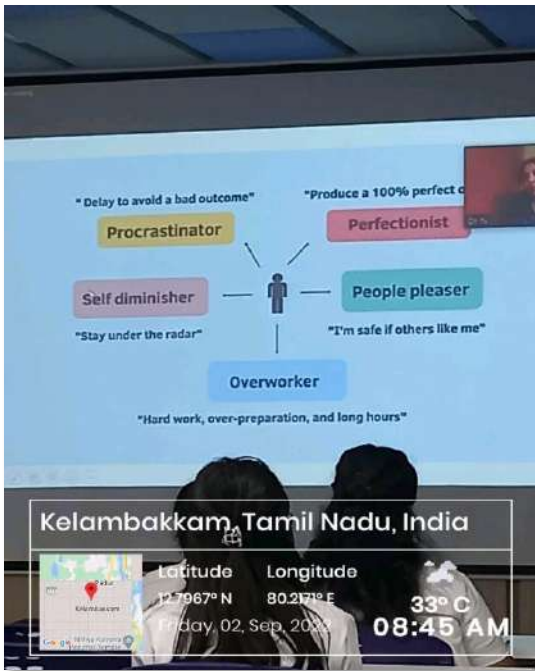 "Delay to avoid a bad outcome"
"Produce a 100% perfect
Procrastinator
Perfectionist
Self diminisher
People pleaser
"Stay under the radar"
"I'm safe if others like me"
Overworker
"Hard work, over-preparation, and long hours"
Kelambakkam, Tamil Nadu, India
Latitude
Longitude
12.7967° N
80.2171° E
33° C
Friday, 02, Sep, 2022
08:45 AM
Padur
Kelambakkam
Google